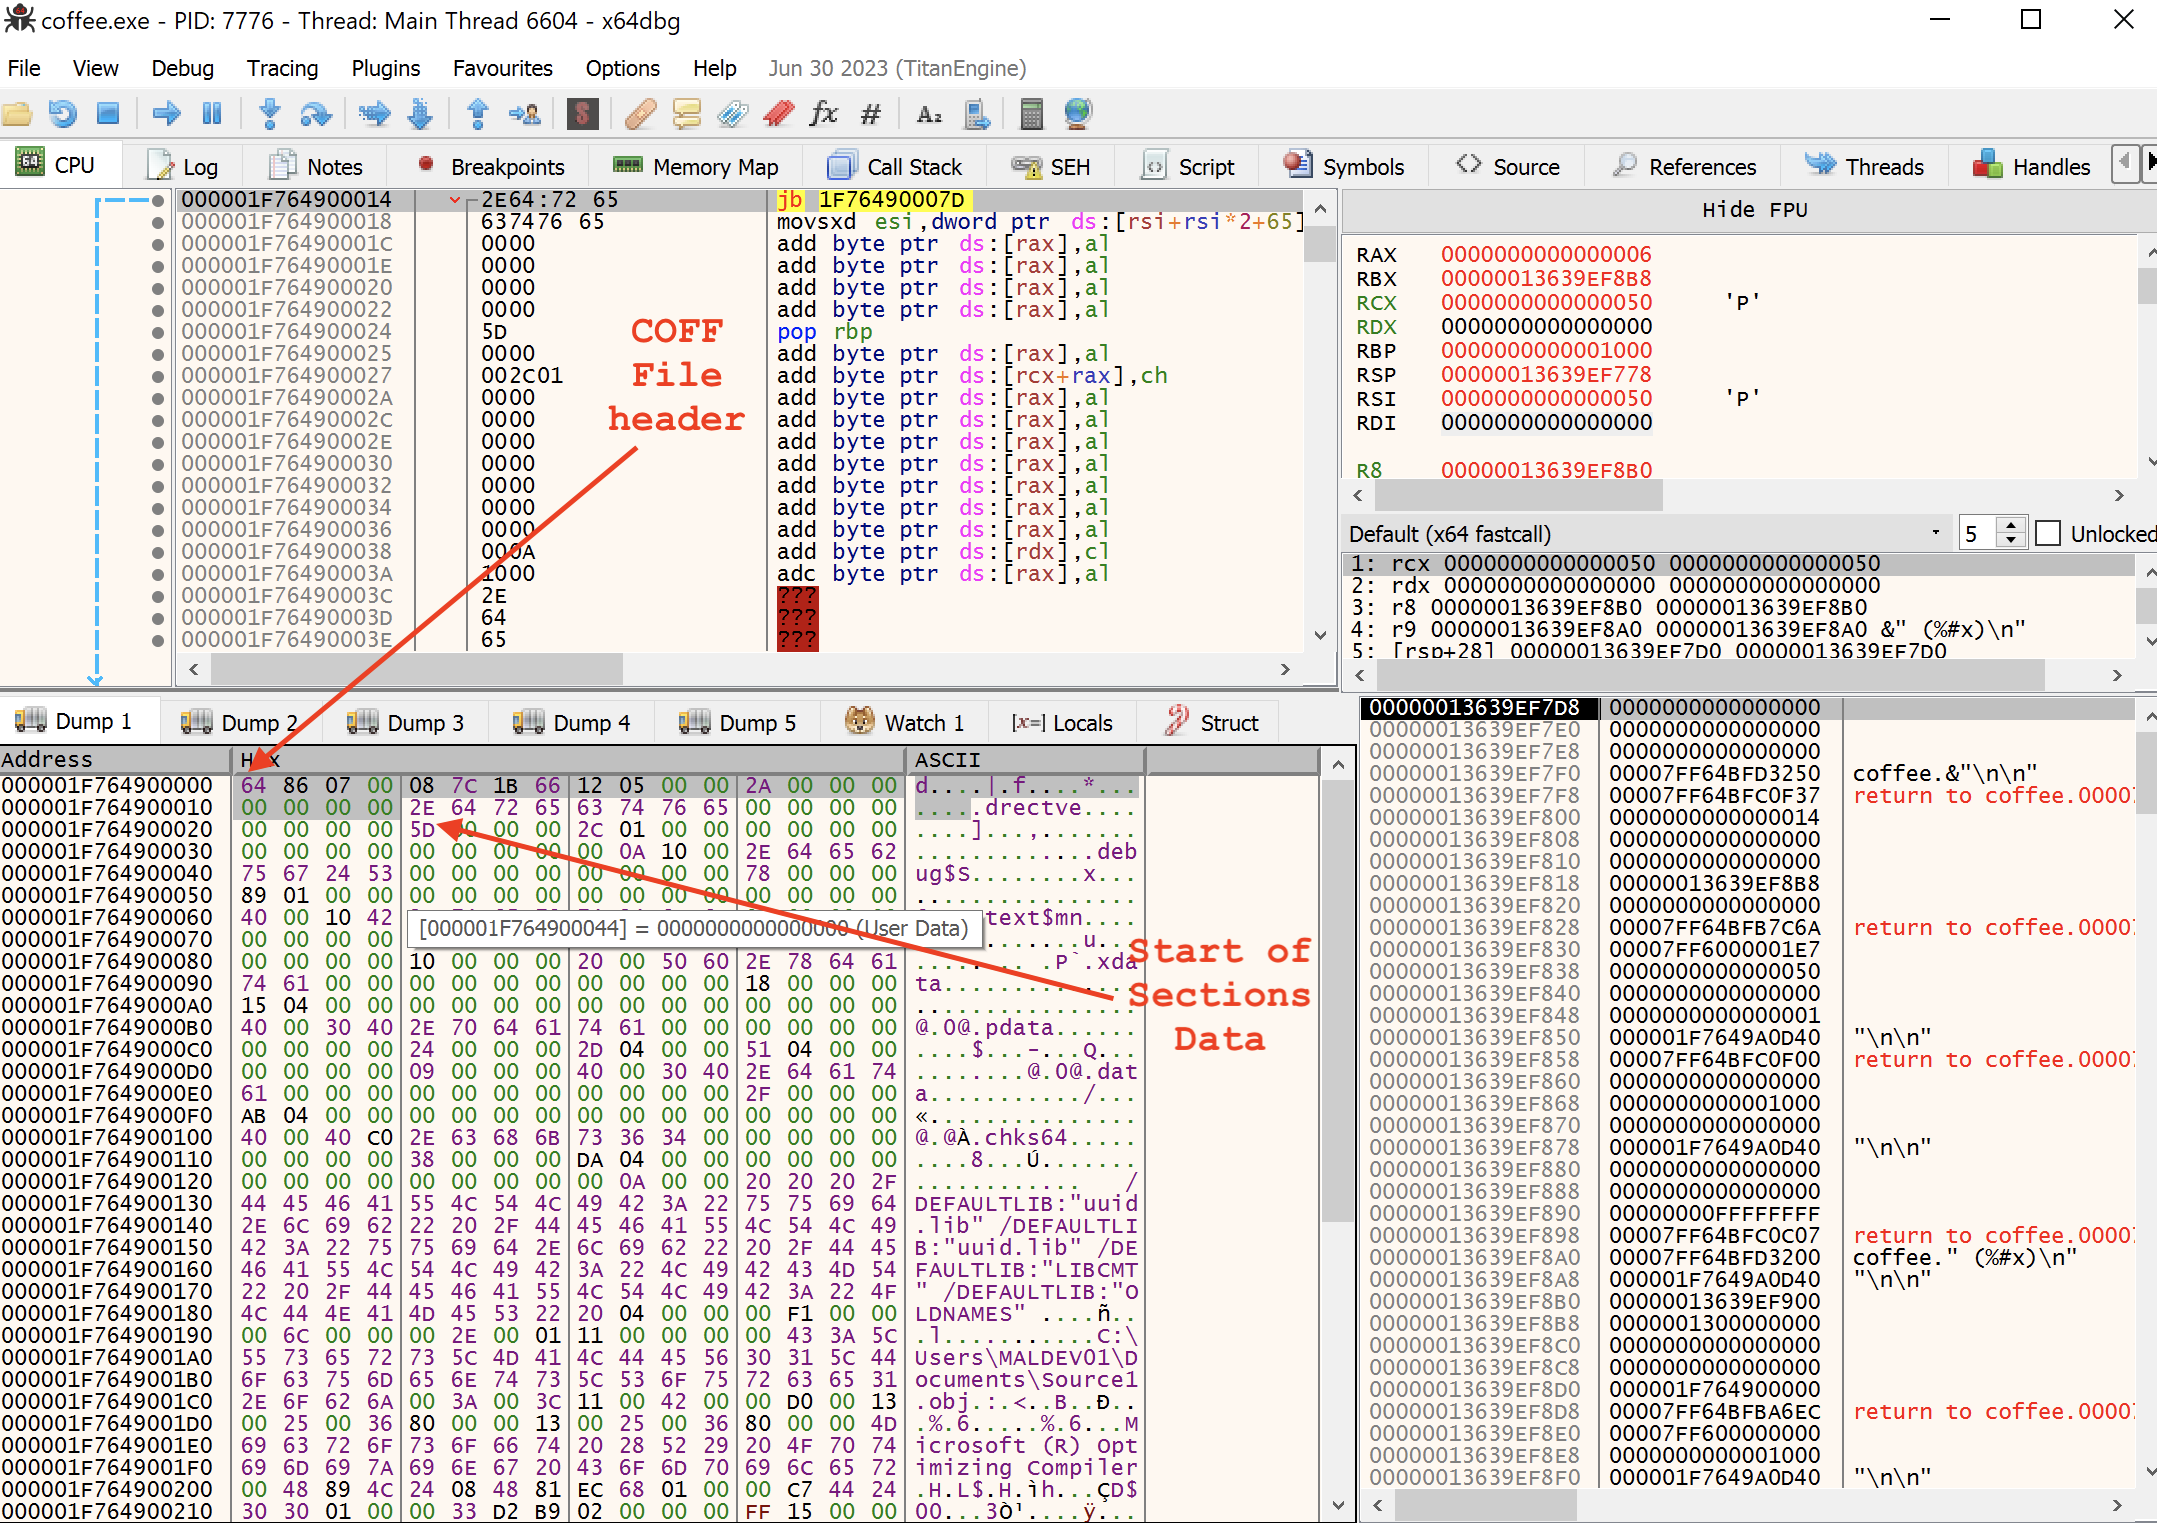 coffee.exe - PID: 7776 - Thread: Main Thread 6604 - x64dbg
File View Debug Tracing Plugins Favourites Options Help Jun 30 2023 (TitanEngine)
CPU Log Notes Breakpoints Memory Map Call Stack SEH Script Symbols Source References Threads Handles
000001F764900014 2E64:72 65 jb 1F76490007D
000001F764900018 637476 65 movsxd esi,dword ptr ds:[rsi+rsi*2+65]
000001F76490001C 0000 add byte ptr ds:[rax],al
000001F76490001E 0000 add byte ptr ds:[rax],al
000001F764900020 0000 add byte ptr ds:[rax],al
000001F764900022 0000 add byte ptr ds:[rax],al
000001F764900024 5D pop rbp
000001F764900025 0000 add byte ptr ds:[rax],al
000001F764900027 002C01 add byte ptr ds:[rcx+rax],ch
000001F76490002A 0000 add byte ptr ds:[rax],al
000001F76490002C 0000 add byte ptr ds:[rax],al
000001F76490002E 0000 add byte ptr ds:[rax],al
000001F764900030 0000 add byte ptr ds:[rax],al
000001F764900032 0000 add byte ptr ds:[rax],al
000001F764900034 0000 add byte ptr ds:[rax],al
000001F764900036 0000 add byte ptr ds:[rax],al
000001F764900038 000A add byte ptr ds:[rdx],cl
000001F76490003A 1000 adc byte ptr ds:[rax],al
000001F76490003C 2E ???
000001F76490003D 64 ???
000001F76490003E 65 ???
COFF
File
header
Hide FPU
RAX 0000000000000006
RBX 00000013639EF8B8
RCX 0000000000000050 'P'
RDX 0000000000000000
RBP 0000000000001000
RSP 00000013639EF778
RSI 0000000000000050 'P'
RDI 0000000000000000
R8 00000013639EF8B0
Default (x64 fastcall) 5 Unlocked
1: rcx 0000000000000050 0000000000000050
2: rdx 0000000000000000 0000000000000000
3: r8 00000013639EF8B0 00000013639EF8B0
4: r9 00000013639EF8A0 00000013639EF8A0 &" (%#x)\n"
5: [rsp+28] 00000013639EF7D0 00000013639EF7D0
Dump 1 Dump 2 Dump 3 Dump 4 Dump 5 Watch 1 [x=] Locals Struct
Address Hex ASCII
000001F764900000 64 86 07 00 08 7C 1B 66 12 05 00 00 2A 00 00 00 d....|.f....*...
000001F764900010 00 00 00 00 2E 64 72 65 63 74 76 65 00 00 00 00 .....drectve....
000001F764900020 00 00 00 00 5D 00 00 00 2C 01 00 00 00 00 00 00 ....]...,.......
000001F764900030 00 00 00 00 00 00 00 00 00 0A 10 00 2E 64 65 62 .............deb
000001F764900040 75 67 24 53 00 00 00 00 00 00 00 00 78 00 00 00 ug$S........x...
000001F764900050 89 01 00 00 00 00 00 00 00 00 00 00 00 00 00 00 ................
000001F764900060 40 00 10 42 text$mn....
000001F764900070 00 00 00 00 ........u...
000001F764900080 00 00 00 00 10 00 00 00 20 00 50 60 2E 78 64 61 ..........P`.xda
000001F764900090 74 61 00 00 00 00 00 00 00 00 00 00 18 00 00 00 ta..............
000001F7649000A0 15 04 00 00 00 00 00 00 00 00 00 00 00 00 00 00 ................
000001F7649000B0 40 00 30 40 2E 70 64 61 74 61 00 00 00 00 00 00 @.0@.pdata......
000001F7649000C0 24 00 00 00 2D 04 00 00 51 04 00 00 ....$...-...Q...
000001F7649000D0 00 00 00 00 09 00 00 00 40 00 30 40 2E 64 61 74 ........@.0@.dat
000001F7649000E0 61 00 00 00 00 00 00 00 00 00 00 00 2F 00 00 00 a.........../...
000001F7649000F0 AB 04 00 00 00 00 00 00 00 00 00 00 00 00 00 00 «...............
000001F764900100 40 00 40 C0 2E 63 68 6B 73 36 34 00 00 00 00 00 @.@À.chks64.....
000001F764900110 00 00 00 00 38 00 00 00 DA 04 00 00 00 00 00 00 ....8...Ú.......
000001F764900120 00 00 00 00 00 00 00 00 00 0A 00 00 20 20 20 2F ............   /
000001F764900130 44 45 46 41 55 4C 54 4C 49 42 3A 22 75 75 69 64 DEFAULTLIB:"uuid
000001F764900140 2E 6C 69 62 22 20 2F 44 45 46 41 55 4C 54 4C 49 .lib" /DEFAULTLI
000001F764900150 42 3A 22 75 75 69 64 2E 6C 69 62 22 20 2F 44 45 B:"uuid.lib" /DE
000001F764900160 46 41 55 4C 54 4C 49 42 3A 22 4C 49 42 43 4D 54 FAULTLIB:"LIBCMT
000001F764900170 22 20 2F 44 45 46 41 55 4C 54 4C 49 42 3A 22 4F " /DEFAULTLIB:"O
000001F764900180 4C 44 4E 41 4D 45 53 22 20 04 00 00 00 F1 00 00 LDNAMES" ....ñ..
000001F764900190 00 6C 00 00 00 2E 00 01 11 00 00 00 00 43 3A 5C .l...........C:\
000001F7649001A0 55 73 65 72 73 5C 4D 41 4C 44 45 56 30 31 5C 44 Users\MALDEV01\D
000001F7649001B0 6F 63 75 6D 65 6E 74 73 5C 53 6F 75 72 63 65 31 ocuments\Source1
000001F7649001C0 2E 6F 62 6A 00 3A 00 3C 11 00 42 00 00 D0 00 13 .obj.:.<..B..Ð..
000001F7649001D0 00 25 00 36 80 00 00 13 00 25 00 36 80 00 00 4D .%.6.....%.6...M
000001F7649001E0 69 63 72 6F 73 6F 66 74 20 28 52 29 20 4F 70 74 icrosoft (R) Opt
000001F7649001F0 69 6D 69 7A 69 6E 67 20 43 6F 6D 70 69 6C 65 72 imizing Compiler
000001F764900200 00 48 89 4C 24 08 48 81 EC 68 01 00 00 C7 44 24 .H.L$.H.ìh...ÇD$
000001F764900210 30 30 01 00 00 33 D2 B9 02 00 00 00 FF 15 00 00 00...3Ò¹....ÿ...
[000001F764900044] = 0000000000000000 (User Data)
Start of
Sections
Data
00000013639EF7D8 0000000000000000
00000013639EF7E0 0000000000000000
00000013639EF7E8 0000000000000000
00000013639EF7F0 00007FF64BFD3250 coffee.&"\n\n"
00000013639EF7F8 00007FF64BFC0F37 return to coffee.00007
00000013639EF800 0000000000000014
00000013639EF808 0000000000000000
00000013639EF810 0000000000000000
00000013639EF818 00000013639EF8B8
00000013639EF820 0000000000000000
00000013639EF828 00007FF64BFB7C6A return to coffee.00007
00000013639EF830 00007FF6000001E7
00000013639EF838 0000000000000050
00000013639EF840 0000000000000000
00000013639EF848 0000000000000001
00000013639EF850 000001F7649A0D40 "\n\n"
00000013639EF858 00007FF64BFC0F00 return to coffee.00007
00000013639EF860 0000000000000000
00000013639EF868 0000000000001000
00000013639EF870 0000000000000000
00000013639EF878 000001F7649A0D40 "\n\n"
00000013639EF880 0000000000000000
00000013639EF888 0000000000000000
00000013639EF890 00000000FFFFFFFF
00000013639EF898 00007FF64BFC0C07 return to coffee.00007
00000013639EF8A0 00007FF64BFD3200 coffee." (%#x)\n"
00000013639EF8A8 000001F7649A0D40 "\n\n"
00000013639EF8B0 00000013639EF900
00000013639EF8B8 0000001300000000
00000013639EF8C0 0000000000000000
00000013639EF8C8 0000000000000000
00000013639EF8D0 000001F764900000
00000013639EF8D8 00007FF64BFBA6EC return to coffee.00007
00000013639EF8E0 00007FF600000000
00000013639EF8E8 0000000000001000
00000013639EF8F0 000001F7649A0D40 "\n\n"